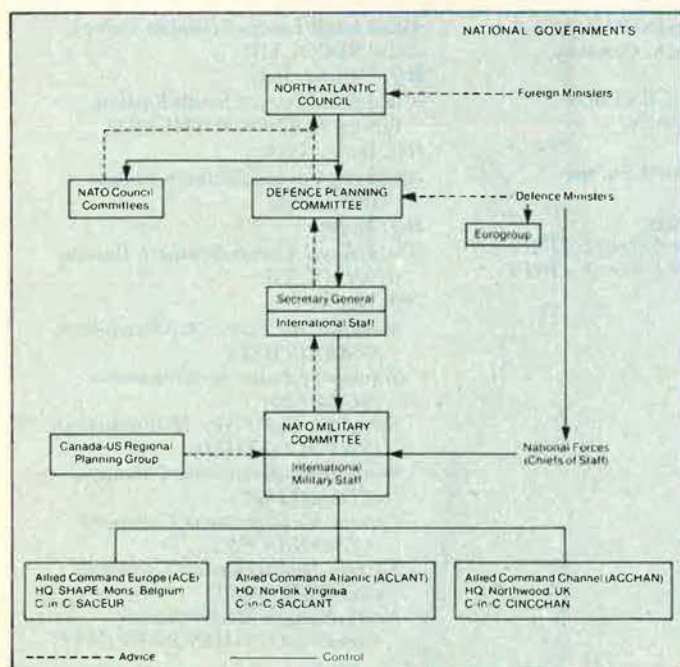 NATIONAL GOVERNMENTS
NORTH ATLANTIC
COUNCIL
Foreign Ministers
NATO Council
Committees
DEFENCE PLANNING
COMMITTEE
Defence Ministers
Eurogroup
Secretary General
International Staff
NATO MILITARY
COMMITTEE
International
Military Staff
Canada-US Regional
Planning Group
National Forces
(Chiefs of Staff)
Allied Command Europe (ACE)
HQ: SHAPE, Mons, Belgium
C-in-C: SACEUR
Allied Command Atlantic (ACLANT)
HQ: Norfolk, Virginia
C-in-C: SACLANT
Allied Command Channel (ACCHAN)
HQ: Northwood, UK
C-in-C: CINCCHAN
Advice
Control